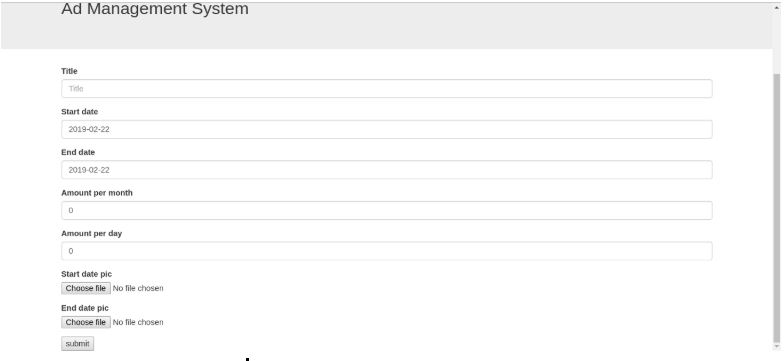 Ad Management System
Title
Title
Start date
2019-02-22
End date
2019-02-22
Amount per month
0
Amount per day
0
Start date pic
Choose file No file chosen
End date pic
Choose file No file chosen
submit